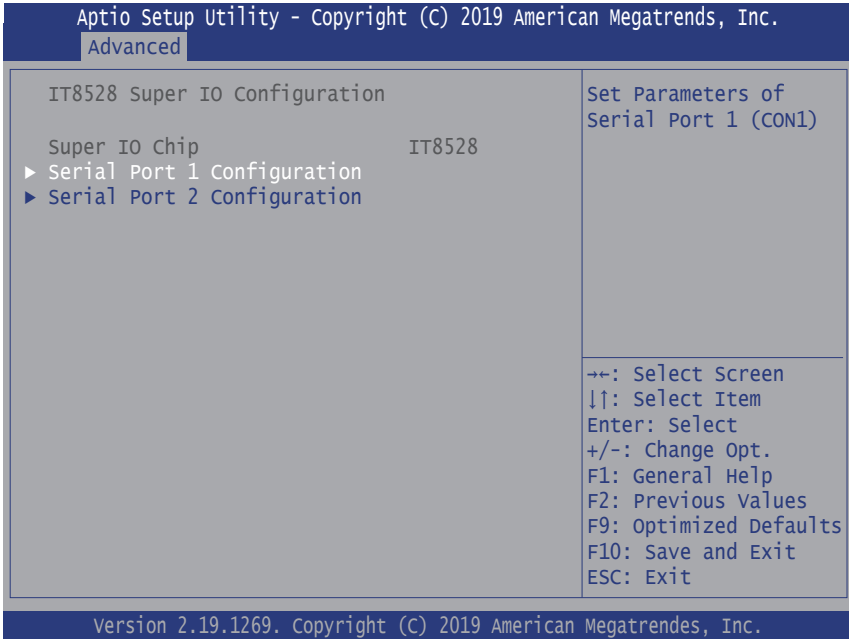 Aptio Setup Utility - Copyright (C) 2019 American Megatrends, Inc.
Advanced
IT8528 Super IO Configuration
Super IO Chip IT8528
▶ Serial Port 1 Configuration
▶ Serial Port 2 Configuration
Set Parameters of
Serial Port 1 (CON1)
→←: Select Screen
↓↑: Select Item
Enter: Select
+/-: Change Opt.
F1: General Help
F2: Previous Values
F9: Optimized Defaults
F10: Save and Exit
ESC: Exit
Version 2.19.1269. Copyright (C) 2019 American Megatrendes, Inc.